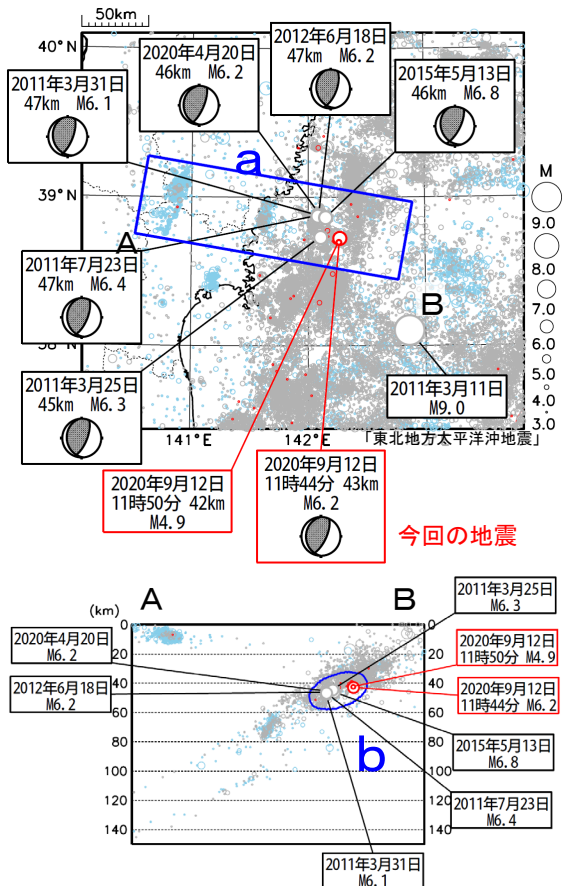 50km
40°N
39°N
38°N
141°E
142°E
2011年3月31日
47km M6.1
2020年4月20日
46km M6.2
2012年6月18日
47km M6.2
2015年5月13日
46km M6.8
a
A
B
2011年7月23日
47km M6.4
2011年3月25日
45km M6.3
2011年3月11日
M9.0
「東北地方太平洋沖地震」
2020年9月12日
11時50分 42km
M4.9
2020年9月12日
11時44分 43km
M6.2
今回の地震
M
9.0
8.0
7.0
6.0
5.0
4.0
3.0
(km)
A
B
0
20
40
60
80
100
120
140
0
20
40
60
80
100
120
140
2020年4月20日
M6.2
2012年6月18日
M6.2
2011年3月25日
M6.3
2020年9月12日
11時50分 M4.9
2020年9月12日
11時44分 M6.2
b
2015年5月13日
M6.8
2011年7月23日
M6.4
2011年3月31日
M6.1